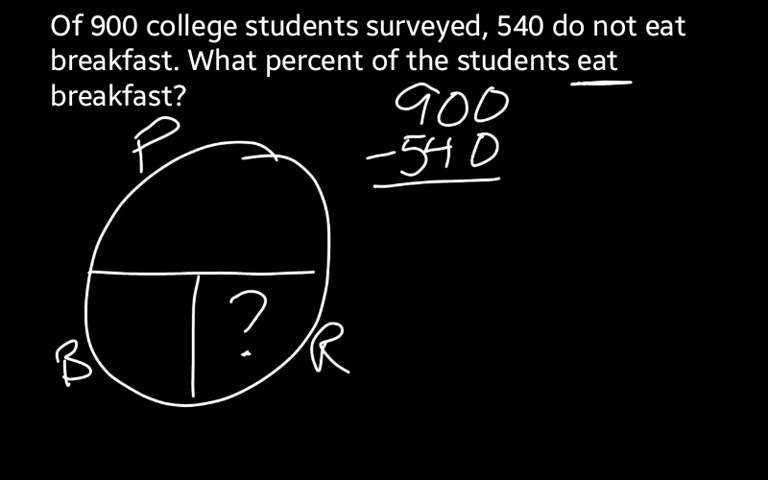 Of 900 college students surveyed, 540 do not eat
breakfast. What percent of the students eat
breakfast?
900
-540
P
?
B
R